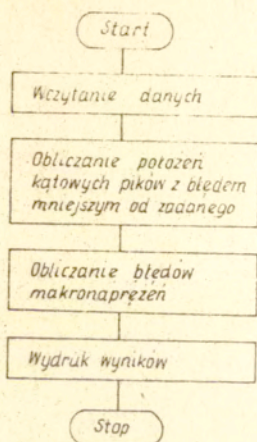 Start
Wczytanie danych
Obliczanie położeń
kątowych pików z błędem
mniejszym od zadanego
Obliczanie błędów
makronaprężeń
Wydruk wyników
Stop